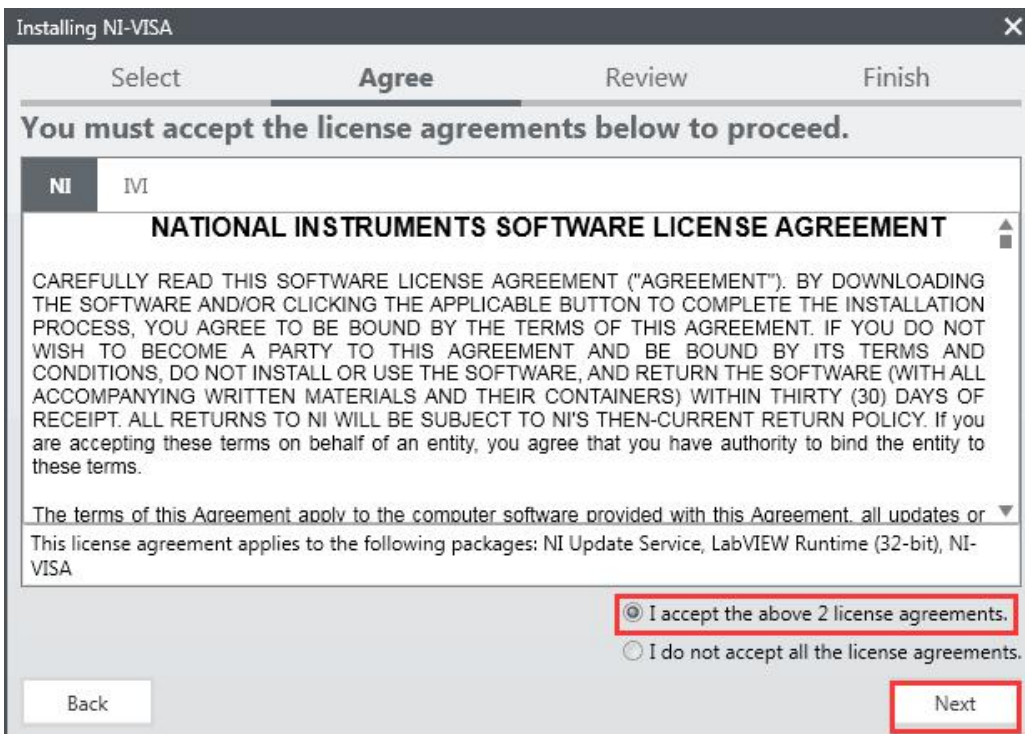 Installing NI-VISA
Select Agree Review Finish
You must accept the license agreements below to proceed.
NI IVI
NATIONAL INSTRUMENTS SOFTWARE LICENSE AGREEMENT
CAREFULLY READ THIS SOFTWARE LICENSE AGREEMENT ("AGREEMENT"). BY DOWNLOADING
THE SOFTWARE AND/OR CLICKING THE APPLICABLE BUTTON TO COMPLETE THE INSTALLATION
PROCESS, YOU AGREE TO BE BOUND BY THE TERMS OF THIS AGREEMENT. IF YOU DO NOT
WISH TO BECOME A PARTY TO THIS AGREEMENT AND BE BOUND BY ITS TERMS AND
CONDITIONS, DO NOT INSTALL OR USE THE SOFTWARE, AND RETURN THE SOFTWARE (WITH ALL
ACCOMPANYING WRITTEN MATERIALS AND THEIR CONTAINERS) WITHIN THIRTY (30) DAYS OF
RECEIPT. ALL RETURNS TO NI WILL BE SUBJECT TO NI'S THEN-CURRENT RETURN POLICY. If you
are accepting these terms on behalf of an entity, you agree that you have authority to bind the entity to
these terms.
The terms of this Agreement apply to the computer software provided with this Agreement, all updates or
This license agreement applies to the following packages: NI Update Service, LabVIEW Runtime (32-bit), NI-
VISA
I accept the above 2 license agreements.
I do not accept all the license agreements.
Back Next